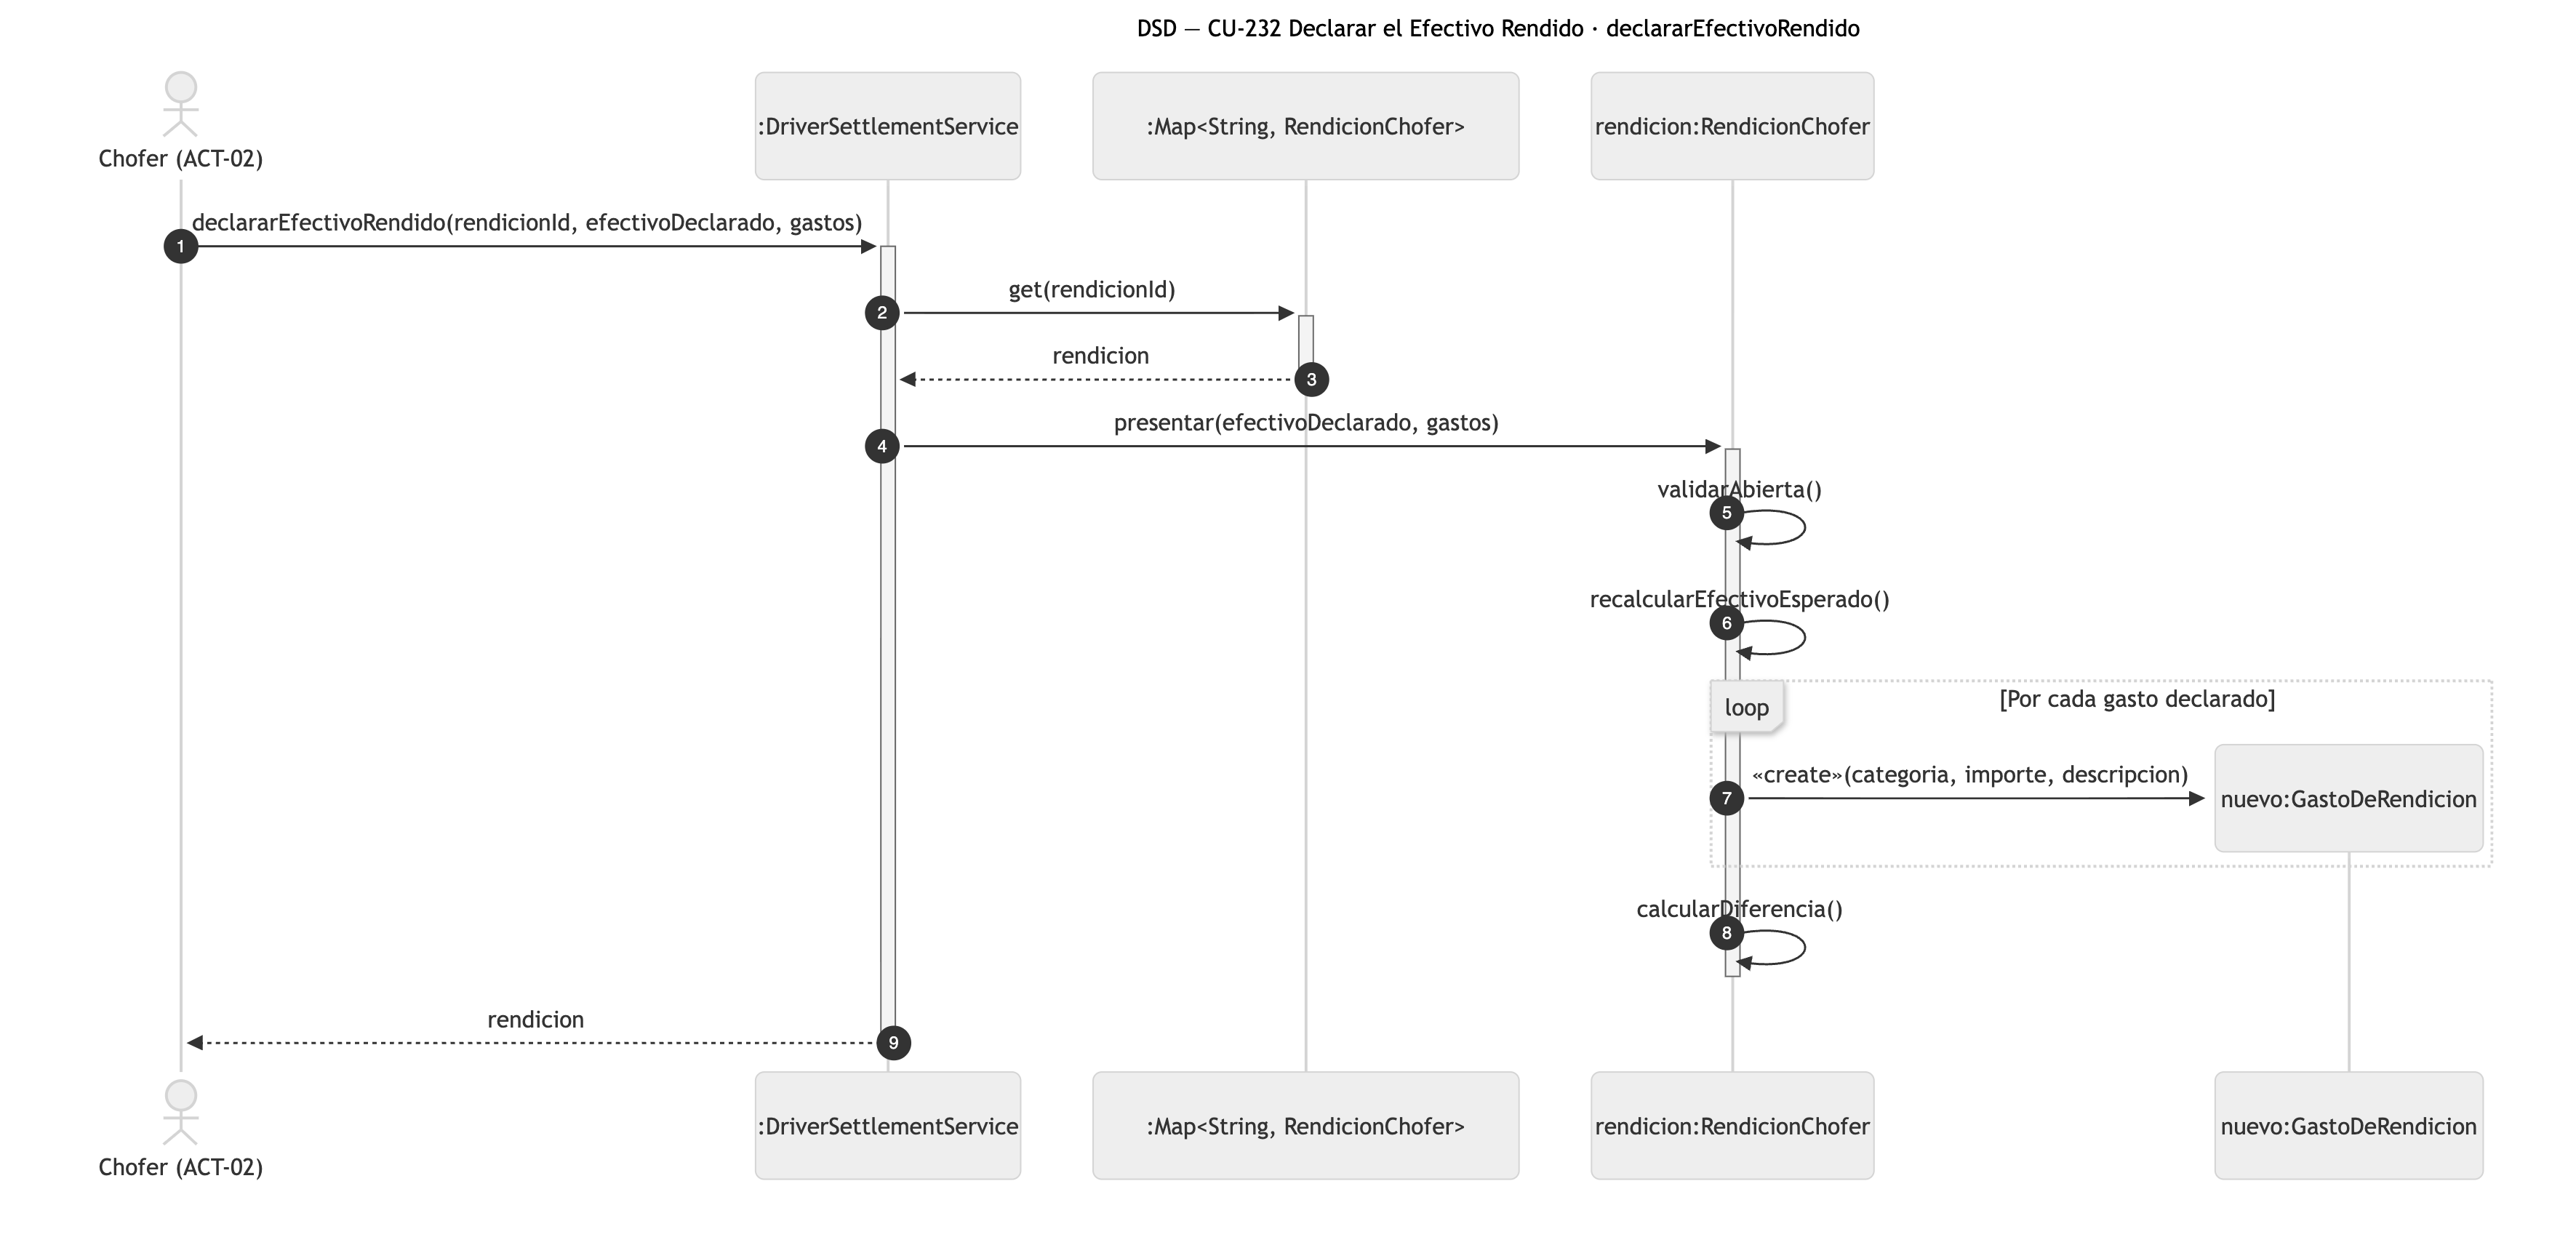 DSD — CU-232 Declarar el Efectivo Rendido · declararEfectivoRendido
Chofer (ACT-02)
:DriverSettlementService
:Map<String, RendicionChofer>
rendicion:RendicionChofer
declararEfectivoRendido(rendicionId, efectivoDeclarado, gastos)
1
get(rendicionId)
2
rendicion
3
presentar(efectivoDeclarado, gastos)
4
validarAbierta()
5
recalcularEfectivoEsperado()
6
loop
[Por cada gasto declarado]
«create»(categoria, importe, descripcion)
7
nuevo:GastoDeRendicion
calcularDiferencia()
8
rendicion
9
Chofer (ACT-02)
:DriverSettlementService
:Map<String, RendicionChofer>
rendicion:RendicionChofer
nuevo:GastoDeRendicion